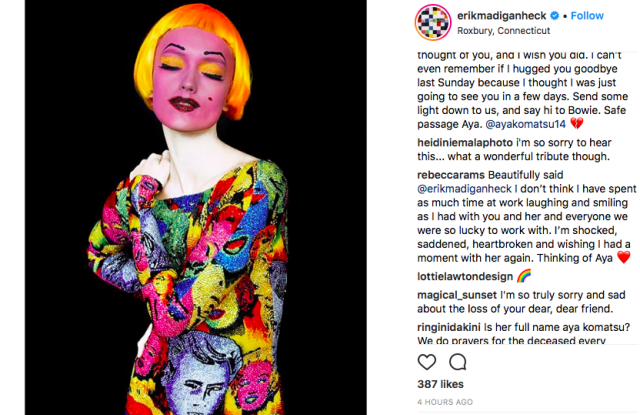 erikmadiganheck • Follow
Roxbury, Connecticut
thought of you, and I wish you did. I can't
even remember if I hugged you goodbye
last Sunday because I thought I was just
going to see you in a few days. Send some
light down to us, and say hi to Bowie. Safe
passage Aya. @ayakomatsu14 💔
heidiniemalaphoto i'm so sorry to hear
this... what a wonderful tribute though.
rebeccarams Beautifully said
@erikmadiganheck I don't think I have spent
as much time at work laughing and smiling
as I had with you and her and everyone we
were so lucky to work with. I'm shocked,
saddened, heartbroken and wishing I had a
moment with her again. Thinking of Aya ❤️
lottielawtondesign 🌈
magical_sunset I'm so truly sorry and sad
about the loss of your dear, dear friend.
ringinidakini Is her full name aya komatsu?
We do prayers for the deceased every
387 likes
4 HOURS AGO